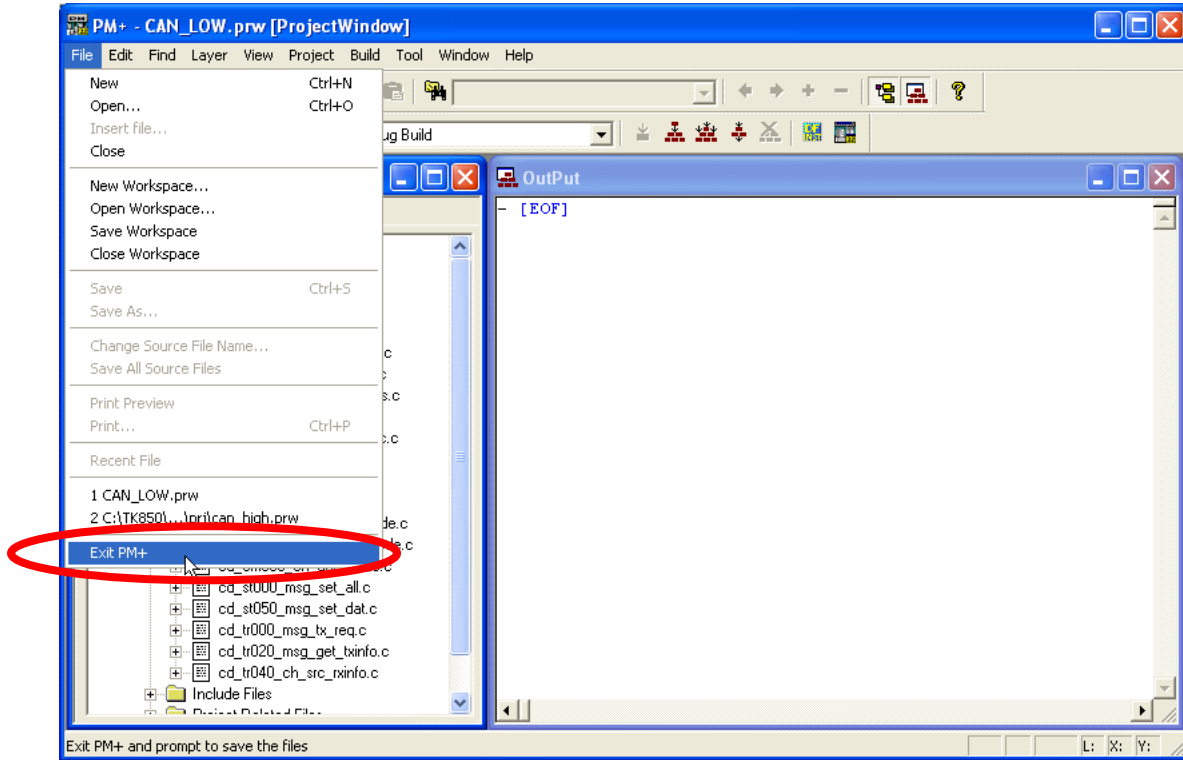 PM+ - CAN_LOW.prw [ProjectWindow]
File Edit Find Layer View Project Build Tool Window Help
New Ctrl+N
Open... Ctrl+O
Insert file...
ug Build
Close
OutPut
New Workspace...
Open Workspace...
[EOF]
Save Workspace
Close Workspace
Save Ctrl+S
Save As...
Change Source File Name...
.c
Save All Source Files
Print Preview
s.c
Print... Ctrl+P
.c
Recent File
1 CAN_LOW.prw
2 C:\TK850\...\prj\can_high.prw
de.c
Exit PM+
de.c
cd_st000_msg_set_all.c
cd_st050_msg_set_dat.c
cd_tr000_msg_tx_req.c
cd_tr020_msg_get_txinfo.c
cd_tr040_ch_src_rxinfo.c
Include Files
Project Related Files
Exit PM+ and prompt to save the files
L: X: Y: